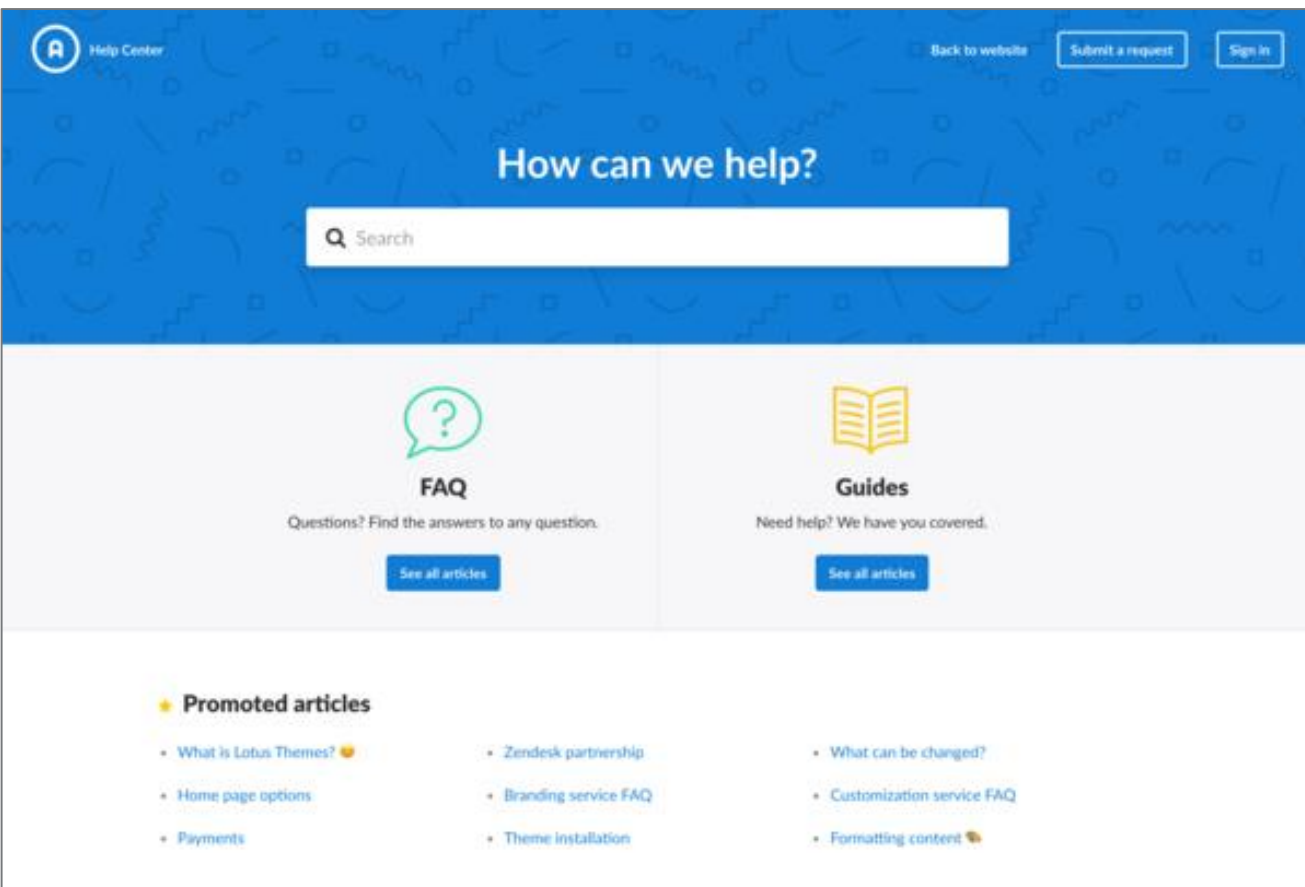 A Help Center Back to website Submit a request Sign in
How can we help?
Search
?
FAQ Guides
Questions? Find the answers to any question. Need help? We have you covered.
See all articles See all articles
Promoted articles
What is Lotus Themes? Zendesk partnership What can be changed?
Home page options Branding service FAQ Customization service FAQ
Payments Theme installation Formatting content